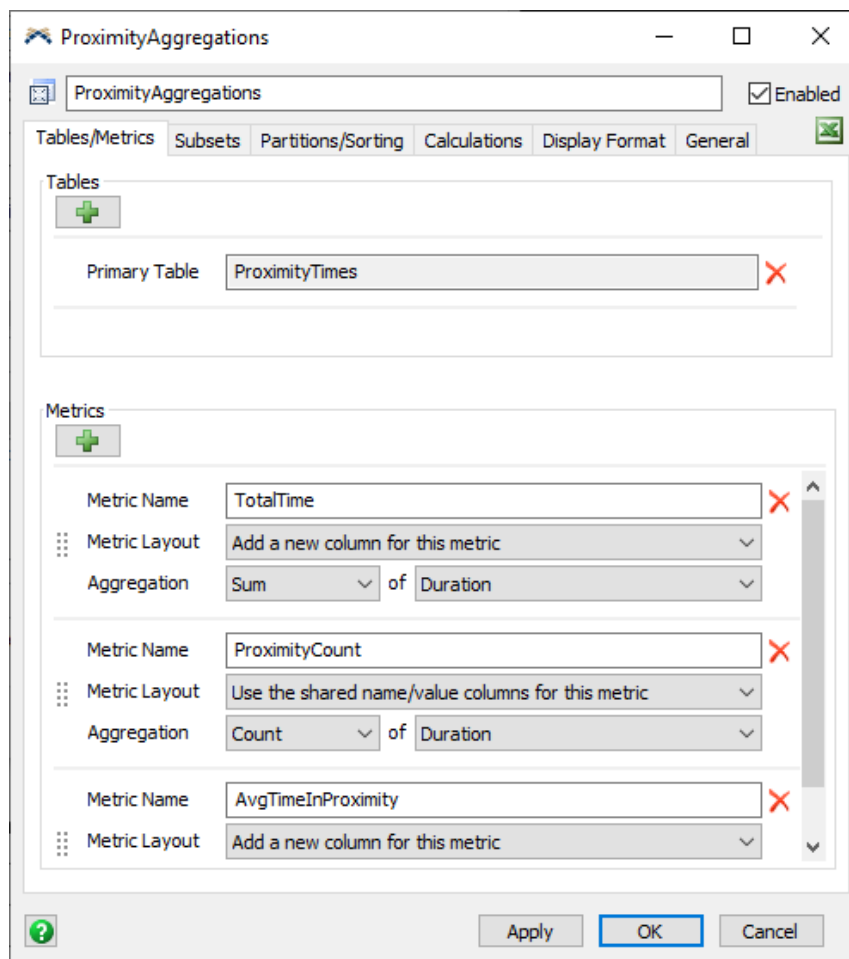 ProximityAggregations
ProximityAggregations Enabled
Tables/Metrics Subsets Partitions/Sorting Calculations Display Format General
Tables
Primary Table ProximityTimes
Metrics
Metric Name TotalTime
Metric Layout Add a new column for this metric
Aggregation Sum of Duration
Metric Name ProximityCount
Metric Layout Use the shared name/value columns for this metric
Aggregation Count of Duration
Metric Name AvgTimeInProximity
Metric Layout Add a new column for this metric
? Apply OK Cancel